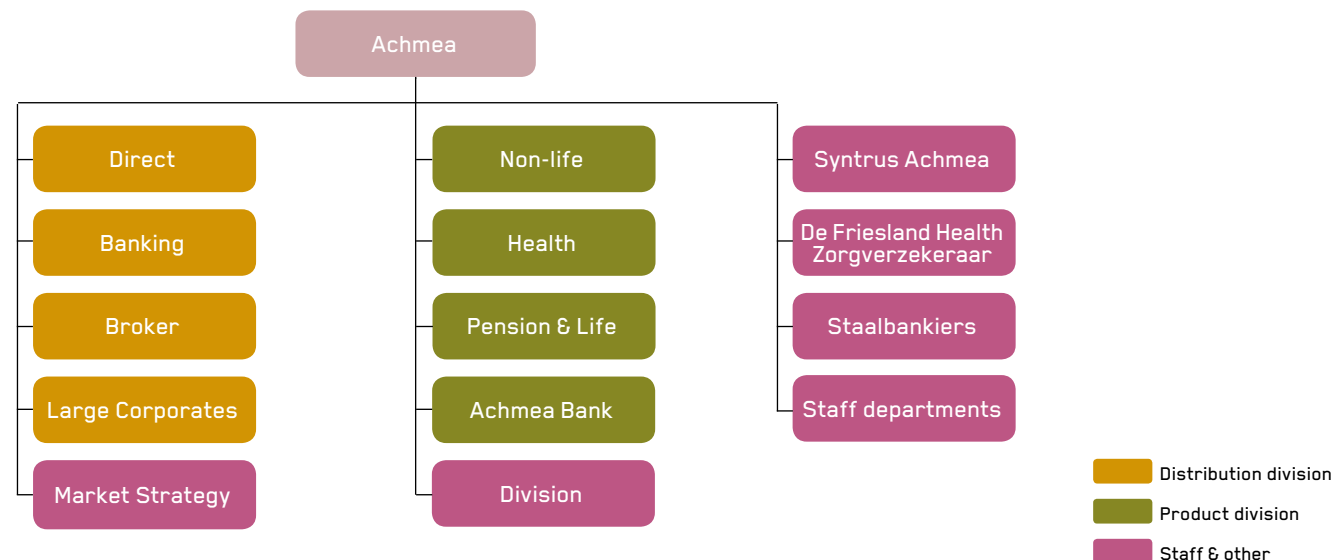 Achmea
Direct
Banking
Broker
Large Corporates
Market Strategy
Non-life
Health
Pension & Life
Achmea Bank
Division
Syntrus Achmea
De Friesland Health
Zorgverzekeraar
Staalbankiers
Staff departments
Distribution division
Product division
Staff & other